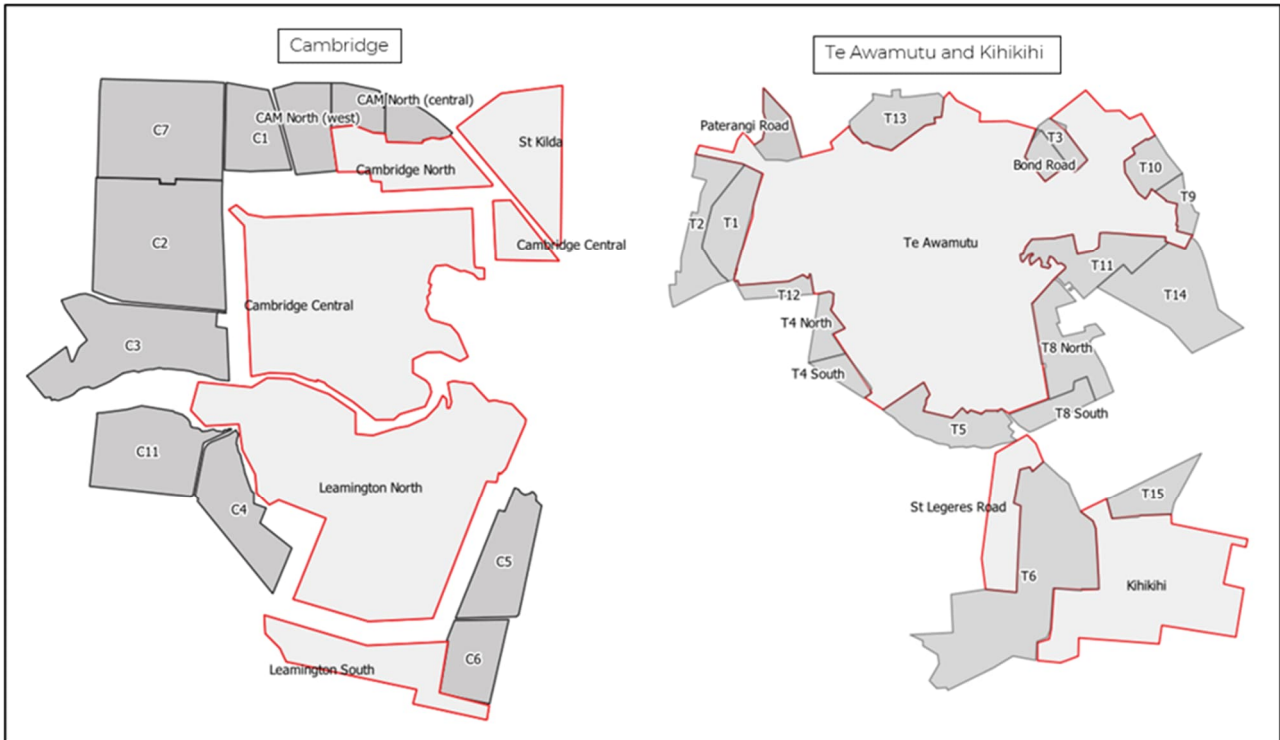 Cambridge
Te Awamutu and Kihikihi
C7
C1
CAM North (west)
CAM North (central)
St Kilda
Cambridge North
C2
Cambridge Central
Cambridge Central
C3
C11
C4
Leamington North
C5
C6
Leamington South
Paterangi Road
T13
T3
Bond Road
T10
T9
T2
T1
Te Awamutu
T11
T14
T12
T4 North
T4 South
T8 North
T8 South
T5
St Legeres Road
T15
T6
Kihikihi